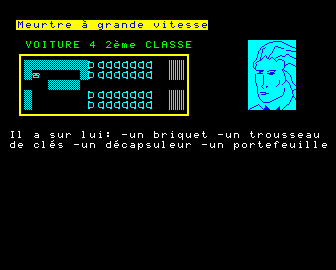 Meurtre à grande vitesse
VOITURE 4 2ème CLASSE
Il a sur lui: -un briquet -un trousseau
de clés -un décapsuleur -un portefeuille